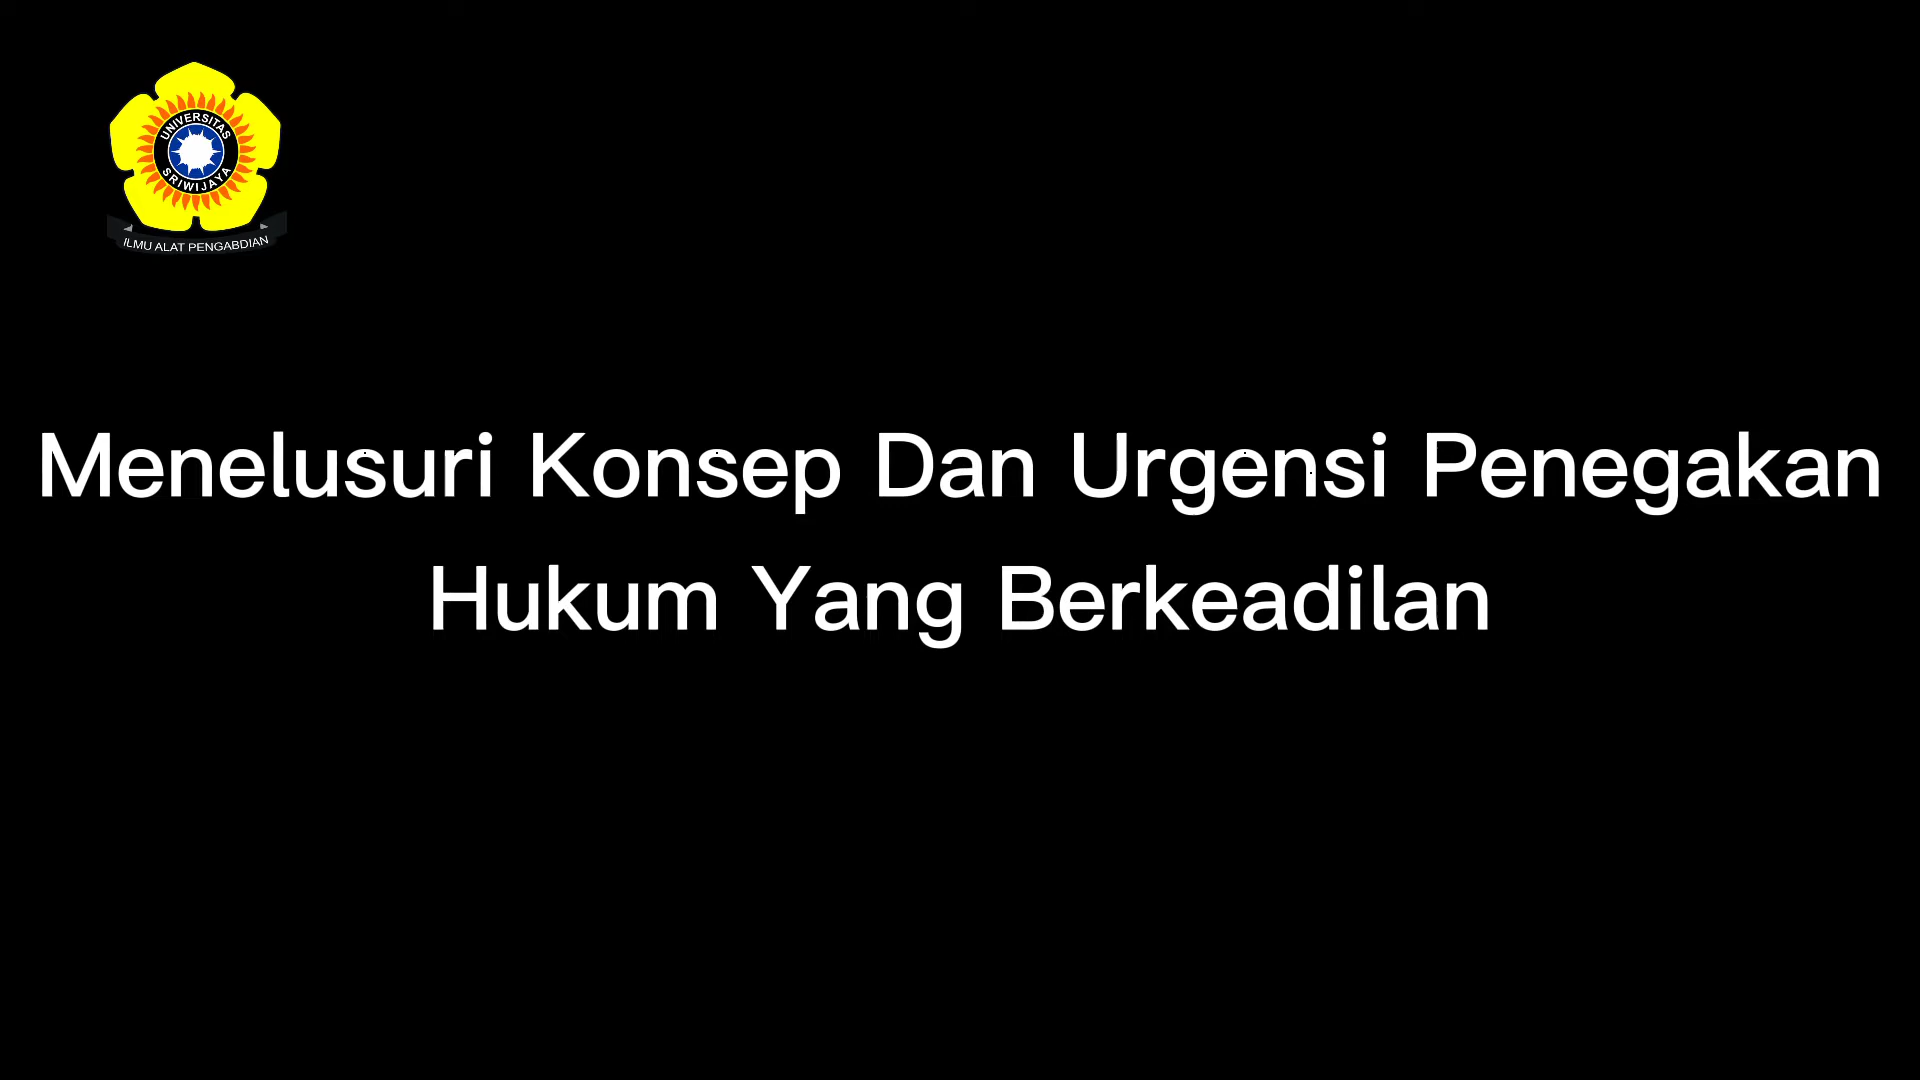 UNIVERSITAS
SRIWIJAYA
ILMU ALAT PENGABDIAN
Menelusuri Konsep Dan Urgensi Penegakan
Hukum Yang Berkeadilan